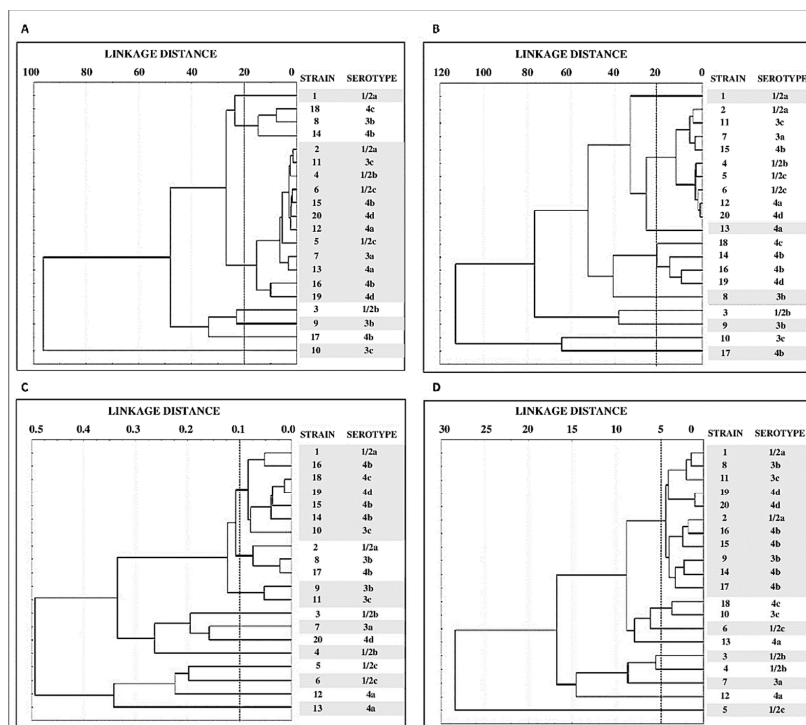 A
LINKAGE DISTANCE
100 80 60 40 20 0 STRAIN SEROTYPE
1 1/2a
18 4c
8 3b
14 4b
2 1/2a
11 3c
4 1/2b
6 1/2c
15 4b
20 4d
12 4a
5 1/2c
7 3a
13 4a
16 4b
19 4d
3 1/2b
9 3b
17 4b
10 3c
B
LINKAGE DISTANCE
120 100 80 60 40 20 0 STRAIN SEROTYPE
1 1/2a
2 1/2a
11 3c
7 3a
15 4b
4 1/2b
5 1/2c
6 1/2c
12 4a
20 4d
13 4a
18 4c
14 4b
16 4b
19 4d
8 3b
3 1/2b
9 3b
10 3c
17 4b
C
LINKAGE DISTANCE
0.5 0.4 0.3 0.2 0.1 0.0 STRAIN SEROTYPE
1 1/2a
16 4b
18 4c
19 4d
15 4b
14 4b
10 3c
2 1/2a
8 3b
17 4b
9 3b
11 3c
3 1/2b
7 3a
20 4d
4 1/2b
5 1/2c
6 1/2c
12 4a
13 4a
D
LINKAGE DISTANCE
30 25 20 15 10 5 0 STRAIN SEROTYPE
1 1/2a
8 3b
11 3c
19 4d
20 4d
2 1/2a
16 4b
15 4b
9 3b
14 4b
17 4b
18 4c
10 3c
6 1/2c
13 4a
3 1/2b
4 1/2b
7 3a
12 4a
5 1/2c